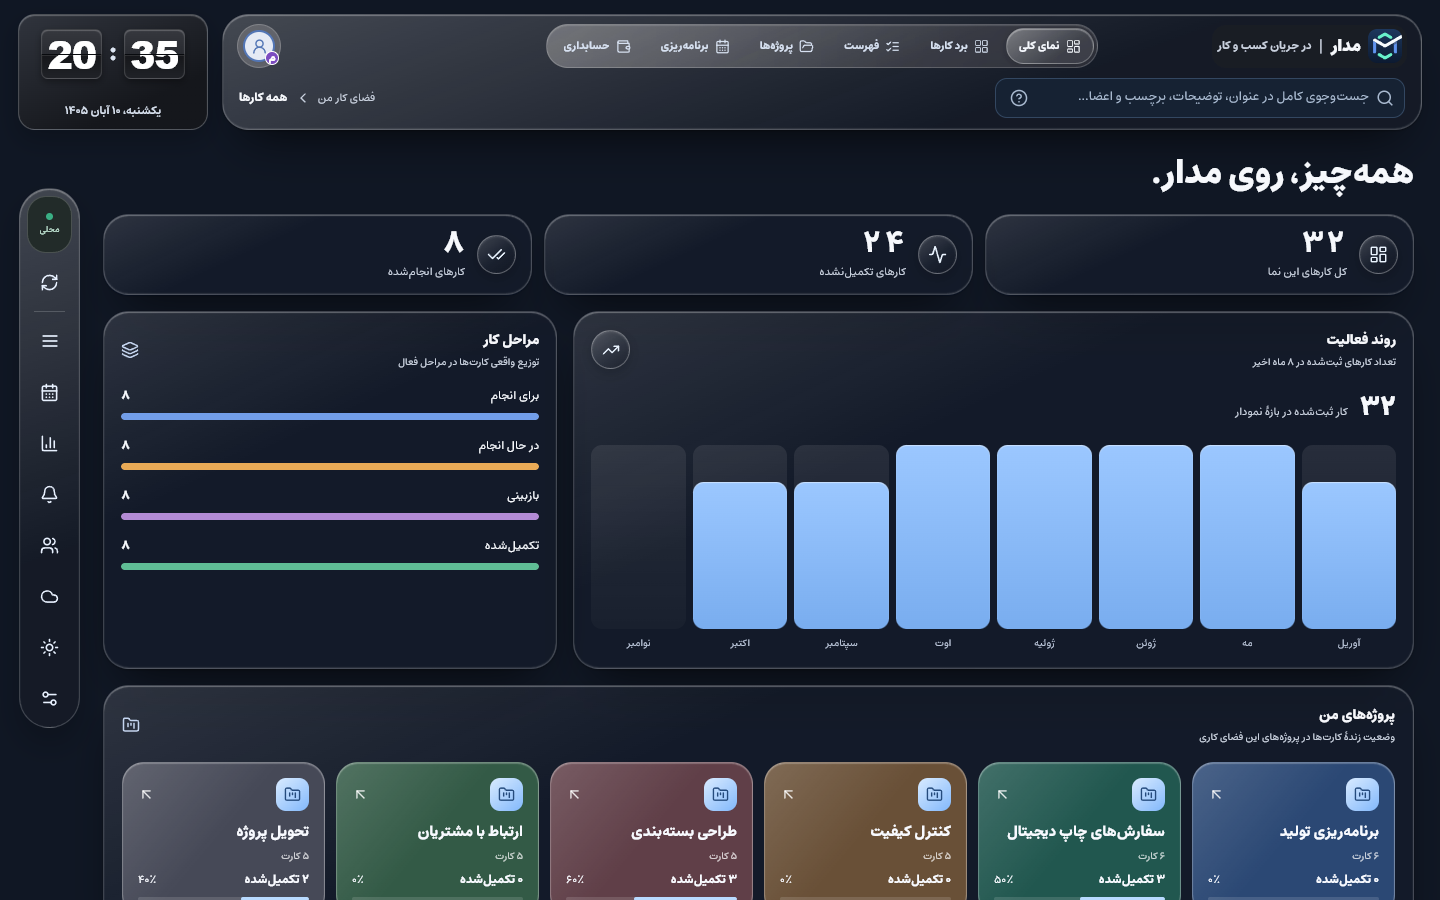 مدار | در جریان کسب و کار
نمای کلی
برد کارها
فهرست
پروژه‌ها
برنامه‌ریزی
حسابداری
م
20 : 35
یکشنبه، ۱۰ آبان ۱۴۰۵
جست‌وجوی کامل در عنوان، توضیحات، برچسب و اعضا...
فضای کار من
همه کارها
همه‌چیز، روی مدار.
۳۲
کل کارهای این نما
۲۴
کارهای تکمیل‌نشده
۸
کارهای انجام‌شده
محلی
روند فعالیت
تعداد کارهای ثبت‌شده در ۸ ماه اخیر
۳۲ کار ثبت‌شده در بازهٔ نمودار
آوریل
مه
ژوئن
ژوئیه
اوت
سپتامبر
اکتبر
نوامبر
مراحل کار
توزیع واقعی کارت‌ها در مراحل فعال
برای انجام ۸
در حال انجام ۸
بازبینی ۸
تکمیل‌شده ۸
پروژه‌های من
وضعیت زندهٔ کارت‌ها در پروژه‌های این فضای کاری
برنامه‌ریزی تولید
۶ کارت
۰ تکمیل‌شده ۰٪
سفارش‌های چاپ دیجیتال
۶ کارت
۳ تکمیل‌شده ۵۰٪
کنترل کیفیت
۵ کارت
۰ تکمیل‌شده ۰٪
طراحی بسته‌بندی
۵ کارت
۳ تکمیل‌شده ۶۰٪
ارتباط با مشتریان
۵ کارت
۰ تکمیل‌شده ۰٪
تحویل پروژه
۵ کارت
۲ تکمیل‌شده ۴۰٪